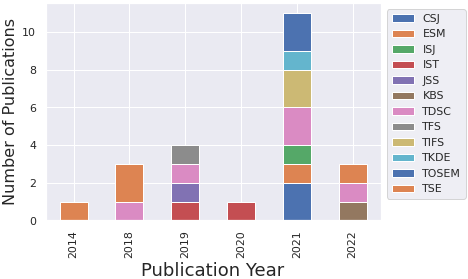 Number of Publications
10
8
6
4
2
0
2014
2018
2019
2020
2021
2022
Publication Year
CSJ
ESM
ISJ
IST
JSS
KBS
TDSC
TFS
TIFS
TKDE
TOSEM
TSE